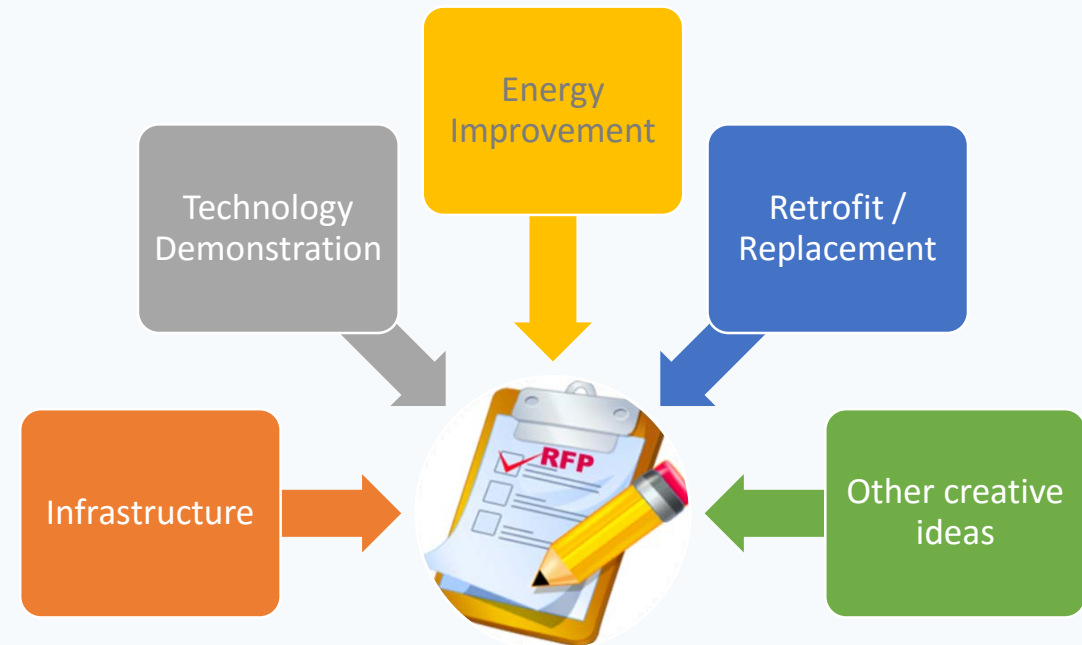 Energy
Improvement
Technology
Demonstration
Retrofit /
Replacement
Infrastructure
RFP
Other creative
ideas